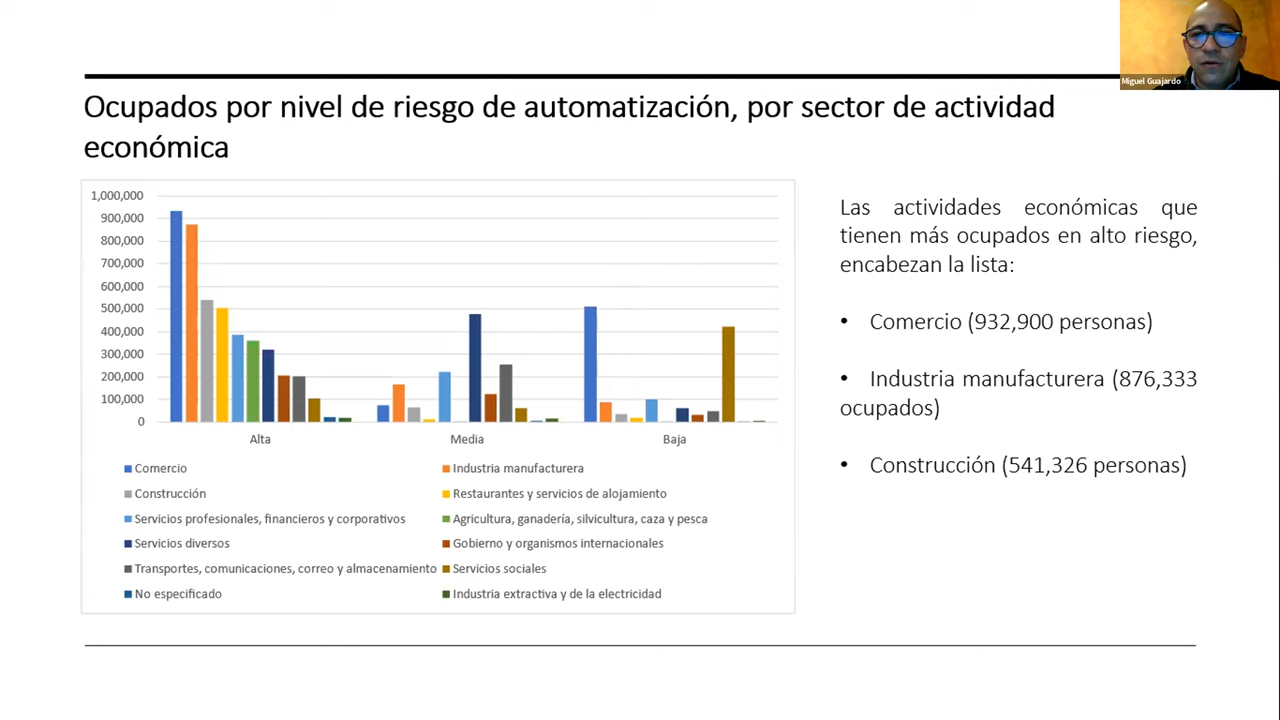 Miguel Guajardo
Ocupados por nivel de riesgo de automatización, por sector de actividad
económica
1,000,000
900,000
800,000
700,000
600,000
500,000
400,000
300,000
200,000
100,000
0
Alta Media Baja
Comercio Industria manufacturera
Construcción Restaurantes y servicios de alojamiento
Servicios profesionales, financieros y corporativos Agricultura, ganadería, silvicultura, caza y pesca
Servicios diversos Gobierno y organismos internacionales
Transportes, comunicaciones, correo y almacenamiento Servicios sociales
No especificado Industria extractiva y de la electricidad
Las actividades económicas que
tienen más ocupados en alto riesgo,
encabezan la lista:
• Comercio (932,900 personas)
• Industria manufacturera (876,333
ocupados)
• Construcción (541,326 personas)